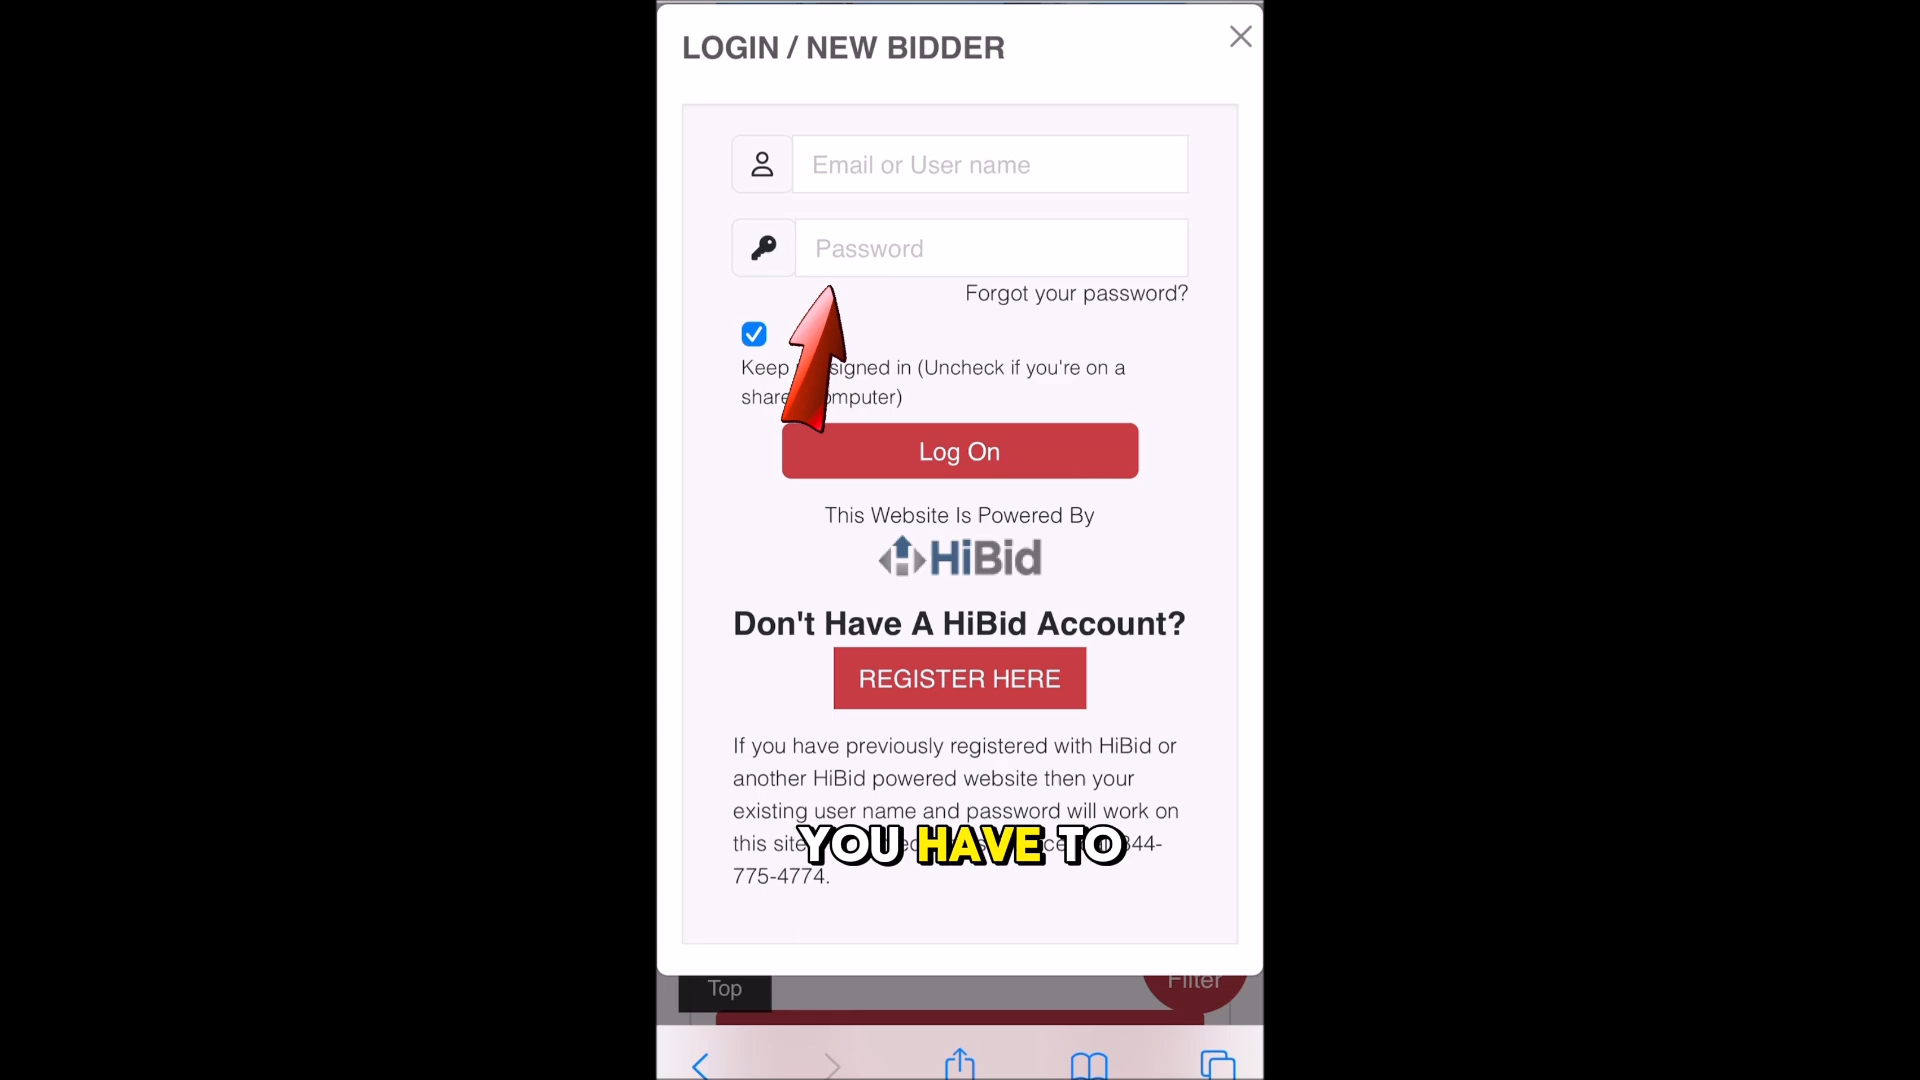 LOGIN / NEW BIDDER
Email or User name
Password
Forgot your password?
Keep signed in (Uncheck if you're on a
computer)
Log On
This Website Is Powered By
HiBid
Don't Have A HiBid Account?
REGISTER HERE
If you have previously registered with HiBid or
another HiBid powered website then your
existing user name and password will work on
this site
YOU HAVE TO
775-4774.
Top
Filter